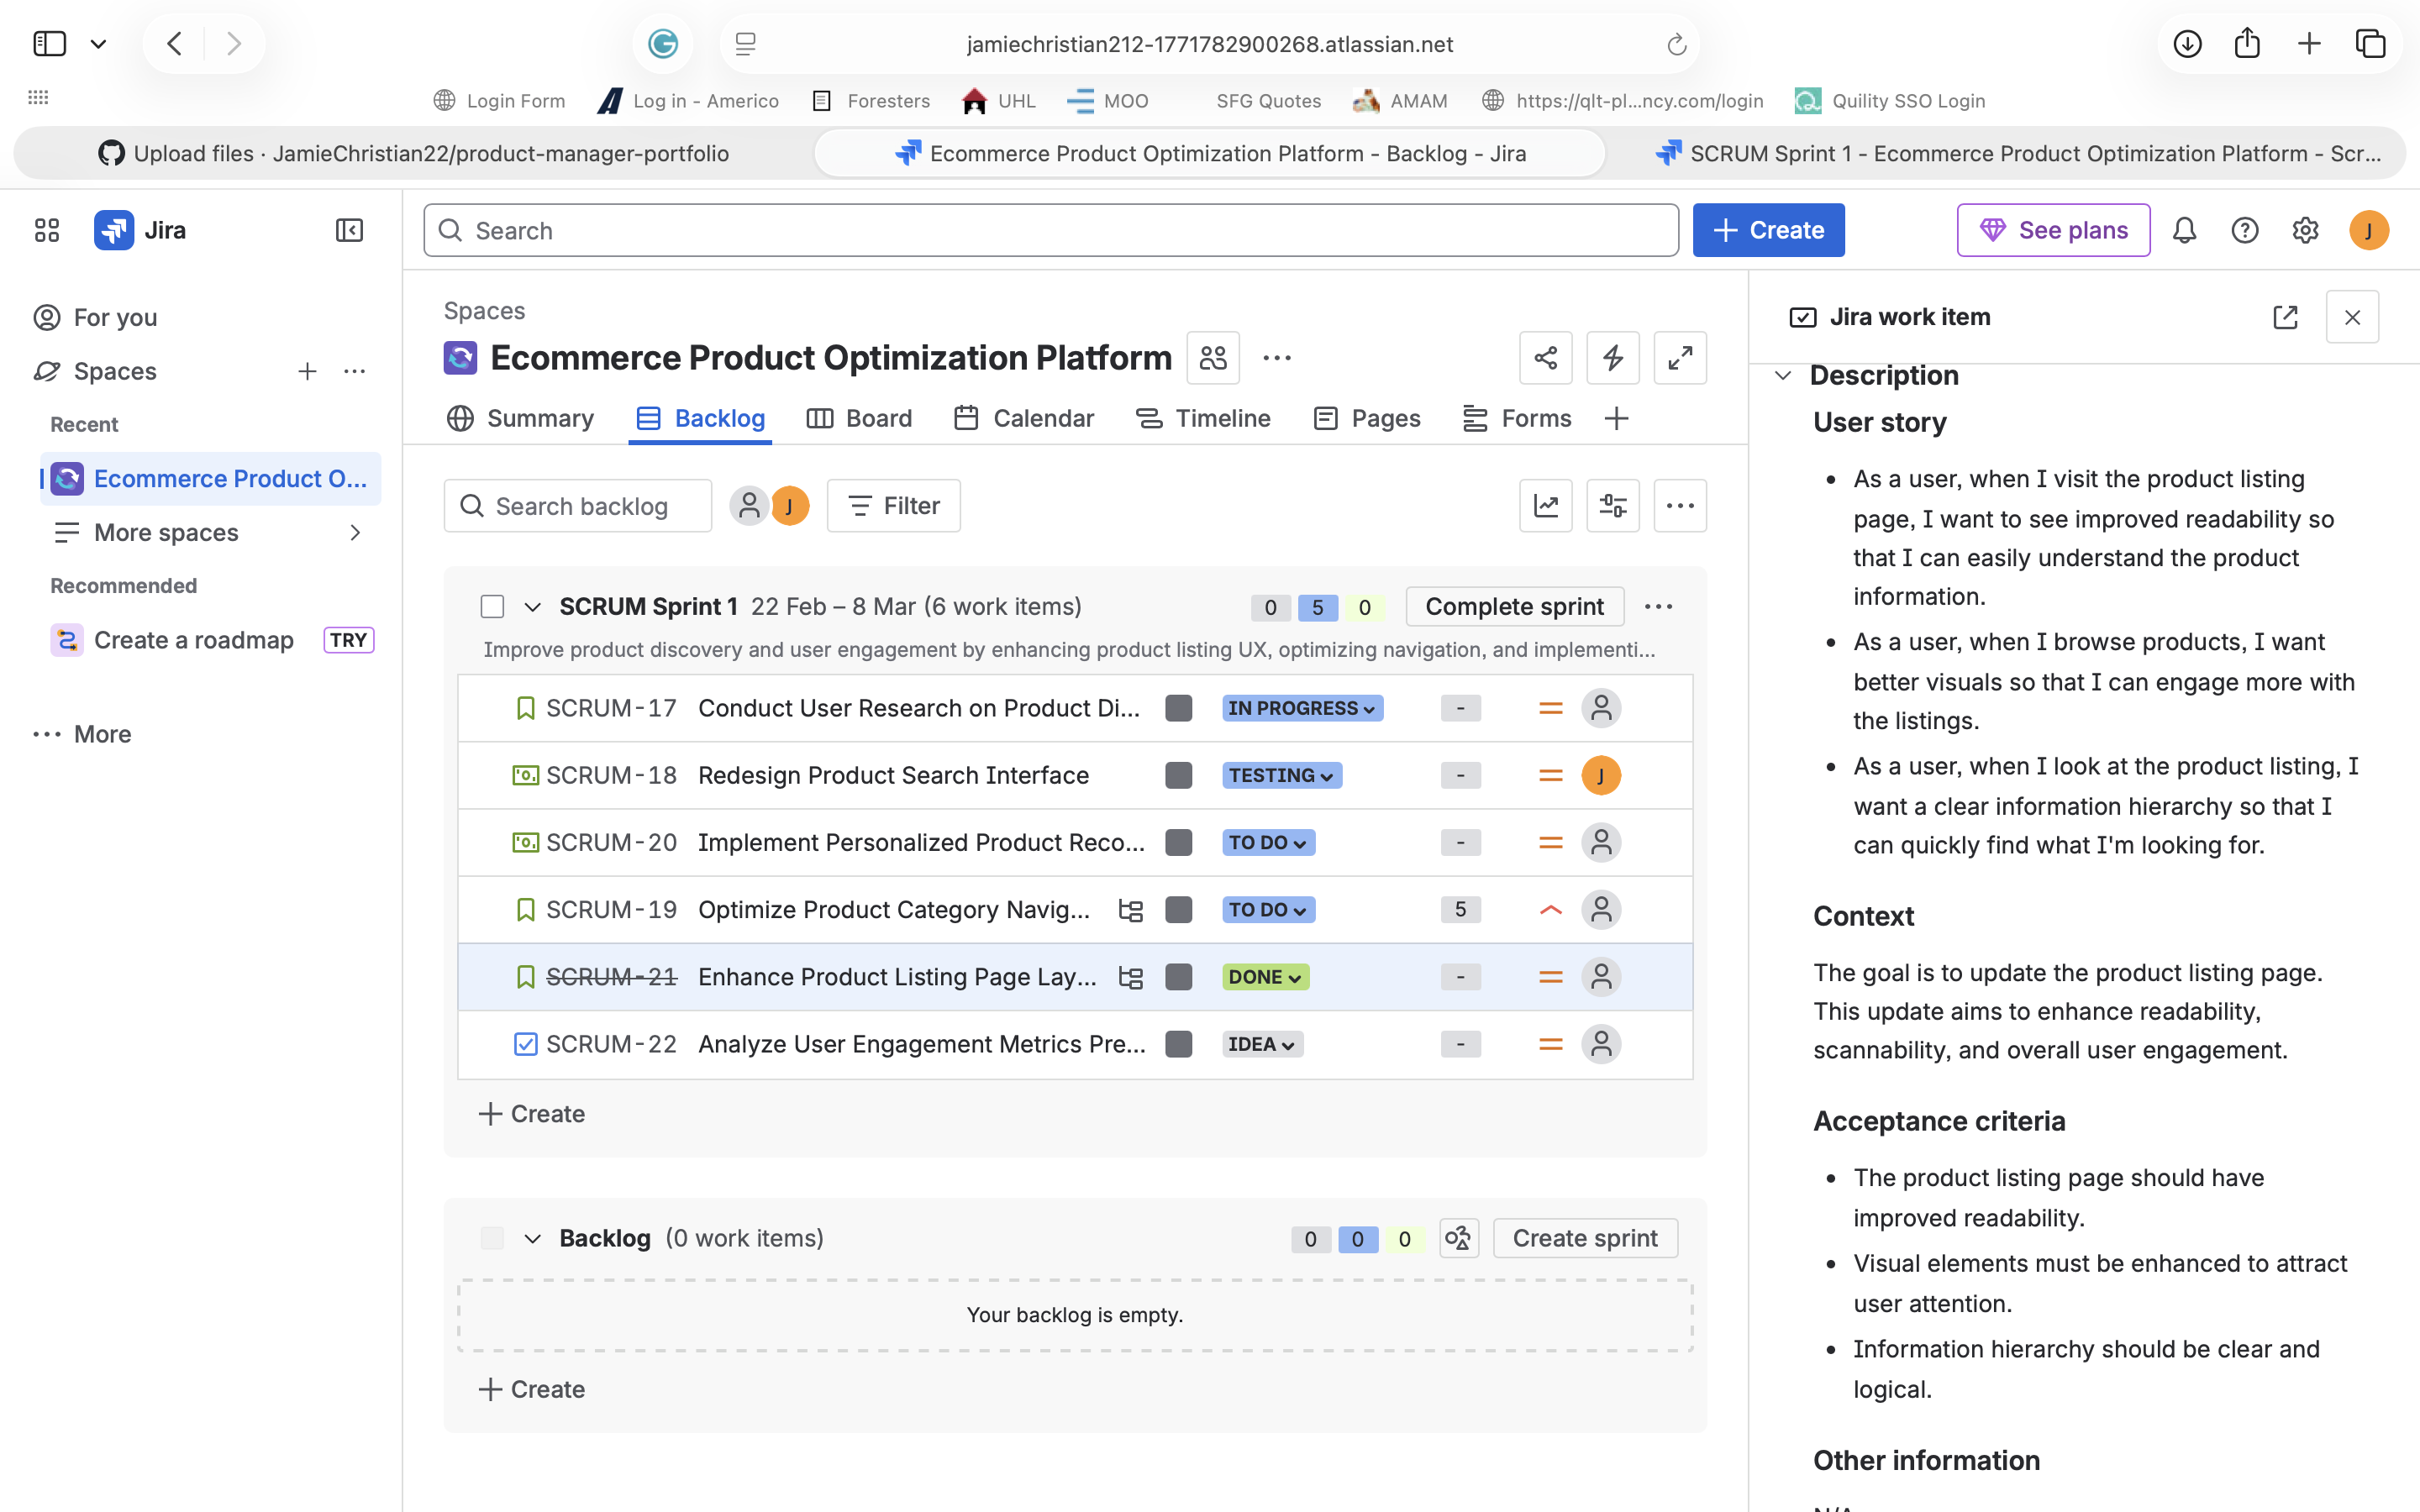 jamiechristian212-1771782900268.atlassian.net
Login Form
Log in - Americo
Foresters
UHL
MOO
SFG Quotes
AMAM
https://qlt-pl...ncy.com/login
Quility SSO Login
Upload files · JamieChristian22/product-manager-portfolio
Ecommerce Product Optimization Platform - Backlog - Jira
SCRUM Sprint 1 - Ecommerce Product Optimization Platform - Scr...
Jira
Search
Create
See plans
J
For you
Spaces
Recent
Ecommerce Product O...
More spaces
Recommended
Create a roadmap
TRY
More
Spaces
Ecommerce Product Optimization Platform
Summary
Backlog
Board
Calendar
Timeline
Pages
Forms
Search backlog
J
Filter
SCRUM Sprint 1 22 Feb – 8 Mar (6 work items)
0 5 0
Complete sprint
Improve product discovery and user engagement by enhancing product listing UX, optimizing navigation, and implementi...
SCRUM-17 Conduct User Research on Product Di... IN PROGRESS -
SCRUM-18 Redesign Product Search Interface TESTING - J
SCRUM-20 Implement Personalized Product Reco... TO DO -
SCRUM-19 Optimize Product Category Navig... TO DO 5
SCRUM-21 Enhance Product Listing Page Lay... DONE -
SCRUM-22 Analyze User Engagement Metrics Pre... IDEA -
Create
Backlog (0 work items)
0 0 0
Create sprint
Your backlog is empty.
Create
Jira work item
Description
User story
As a user, when I visit the product listing
page, I want to see improved readability so
that I can easily understand the product
information.
As a user, when I browse products, I want
better visuals so that I can engage more with
the listings.
As a user, when I look at the product listing, I
want a clear information hierarchy so that I
can quickly find what I'm looking for.
Context
The goal is to update the product listing page.
This update aims to enhance readability,
scannability, and overall user engagement.
Acceptance criteria
The product listing page should have
improved readability.
Visual elements must be enhanced to attract
user attention.
Information hierarchy should be clear and
logical.
Other information